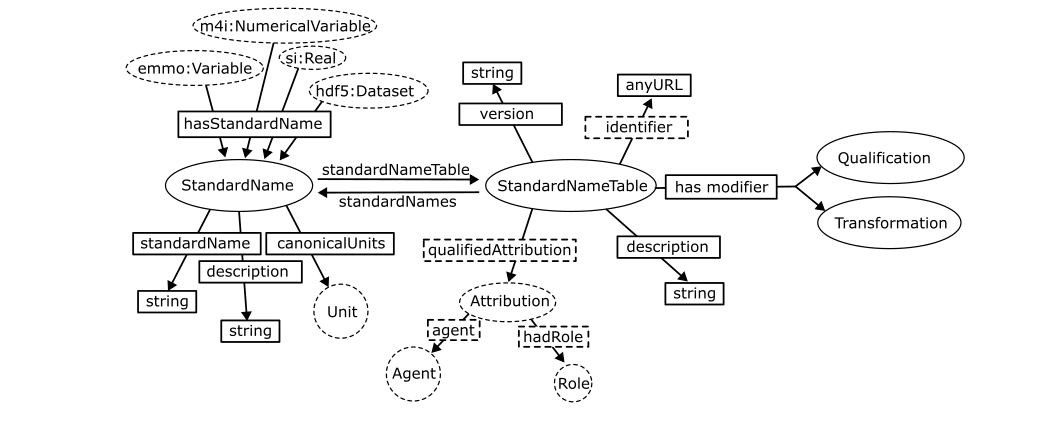 m4i:NumericalVariable
si:Real
emmo:Variable
hdf5:Dataset
hasStandardName
string
version
anyURL
identifier
StandardName
standardNameTable
standardNames
StandardNameTable
has modifier
Qualification
Transformation
standardName
canonicalUnits
description
string
string
Unit
qualifiedAttribution
description
Attribution
string
agent
hadRole
Agent
Role